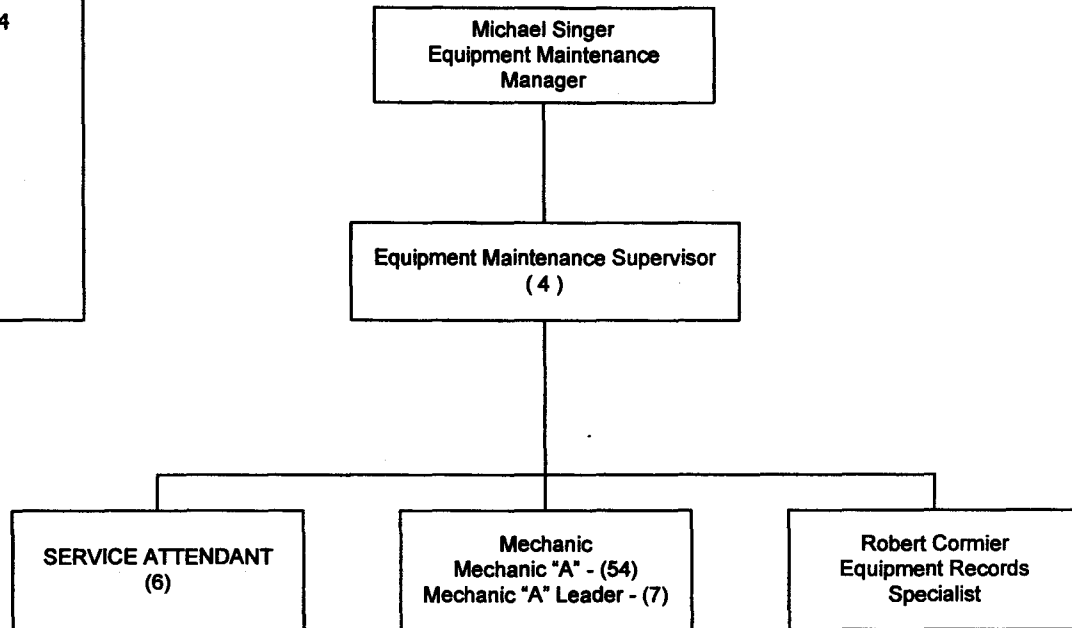 4
Michael Singer
Equipment Maintenance
Manager
Equipment Maintenance Supervisor
( 4 )
SERVICE ATTENDANT
(6)
Mechanic
Mechanic "A" - (54)
Mechanic "A" Leader - (7)
Robert Cormier
Equipment Records
Specialist